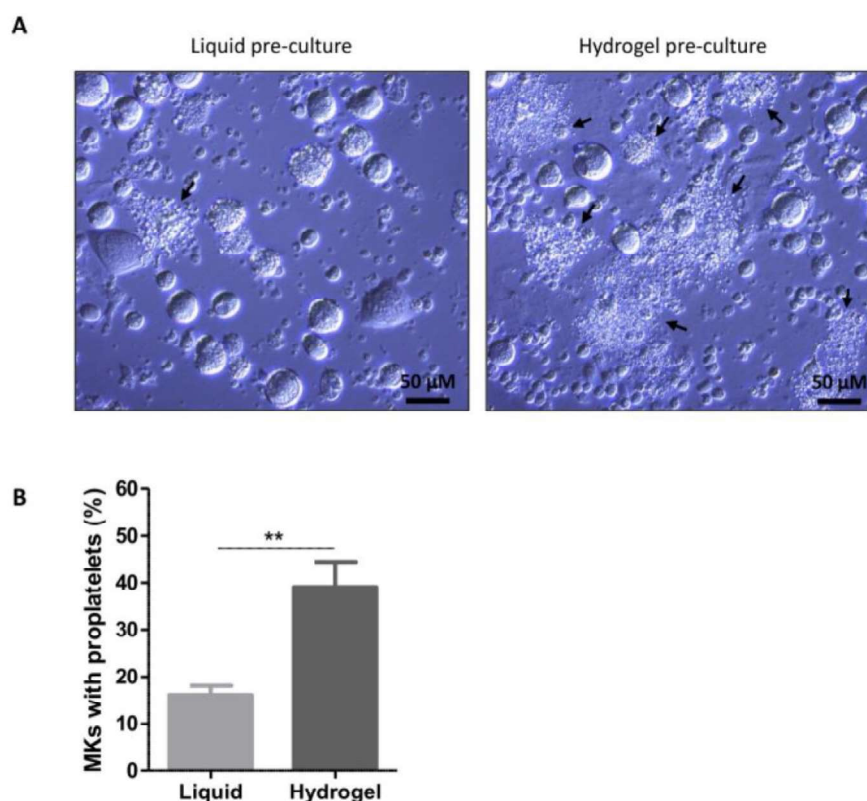 A
Liquid pre-culture
Hydrogel pre-culture
50 µM
50 µM
B
MKs with proplatelets (%)
60
50
40
30
20
10
0
**
Liquid
Hydrogel